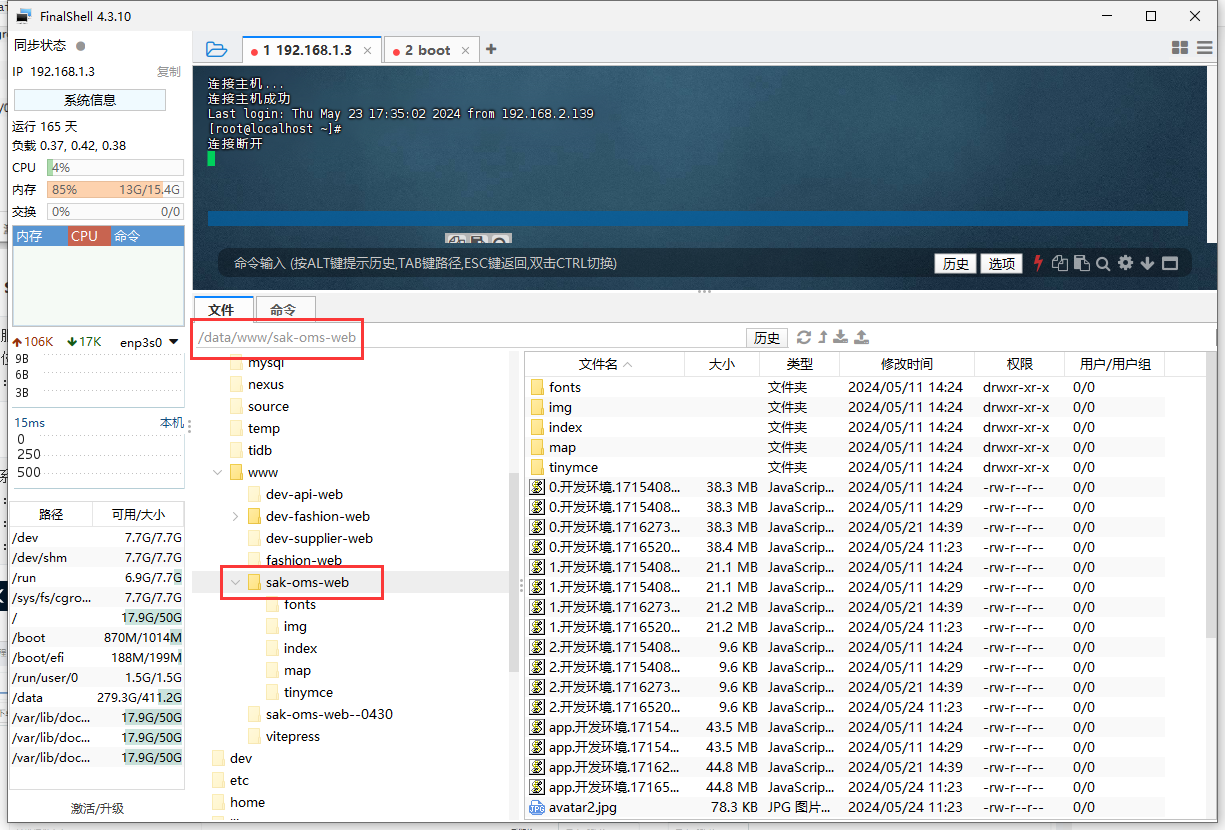 FinalShell 4.3.10
同步状态
IP 192.168.1.3
复制
系统信息
运行 165 天
负载 0.37, 0.42, 0.38
CPU 4%
内存 85% 13G/15.4G
交换 0% 0/0
内存 CPU 命令
106K 17K enp3s0
9B
6B
3B
15ms 本机
0
250
500
路径 可用/大小
/dev 7.7G/7.7G
/dev/shm 7.7G/7.7G
/run 6.9G/7.7G
/sys/fs/cgro... 7.7G/7.7G
/ 17.9G/50G
/boot 870M/1014M
/boot/efi 188M/199M
/run/user/0 1.5G/1.5G
/data 279.3G/411.2G
/var/lib/doc... 17.9G/50G
/var/lib/doc... 17.9G/50G
/var/lib/doc... 17.9G/50G
激活/升级
1 192.168.1.3
2 boot
连接主机...
连接主机成功
Last login: Thu May 23 17:35:02 2024 from 192.168.2.139
[root@localhost ~]#
连接断开
命令输入 (按ALT键提示历史,TAB键路径,ESC键返回,双击CTRL切换)
历史 选项
文件 命令
/data/www/sak-oms-web
历史
mysql
nexus
source
temp
tidb
www
dev-api-web
dev-fashion-web
dev-supplier-web
fashion-web
sak-oms-web
fonts
img
index
map
tinymce
sak-oms-web--0430
vitepress
dev
etc
home
文件名 大小 类型 修改时间 权限 用户/用户组
fonts 文件夹 2024/05/11 14:24 drwxr-xr-x 0/0
img 文件夹 2024/05/11 14:24 drwxr-xr-x 0/0
index 文件夹 2024/05/11 14:24 drwxr-xr-x 0/0
map 文件夹 2024/05/11 14:24 drwxr-xr-x 0/0
tinymce 文件夹 2024/05/11 14:24 drwxr-xr-x 0/0
0.开发环境.1715408... 38.3 MB JavaScrip... 2024/05/11 14:24 -rw-r--r-- 0/0
0.开发环境.1715408... 38.3 MB JavaScrip... 2024/05/11 14:29 -rw-r--r-- 0/0
0.开发环境.1716273... 38.3 MB JavaScrip... 2024/05/21 14:39 -rw-r--r-- 0/0
0.开发环境.1716520... 38.4 MB JavaScrip... 2024/05/24 11:23 -rw-r--r-- 0/0
1.开发环境.1715408... 21.1 MB JavaScrip... 2024/05/11 14:24 -rw-r--r-- 0/0
1.开发环境.1715408... 21.1 MB JavaScrip... 2024/05/11 14:29 -rw-r--r-- 0/0
1.开发环境.1716273... 21.2 MB JavaScrip... 2024/05/21 14:39 -rw-r--r-- 0/0
1.开发环境.1716520... 21.2 MB JavaScrip... 2024/05/24 11:23 -rw-r--r-- 0/0
2.开发环境.1715408... 9.6 KB JavaScrip... 2024/05/11 14:24 -rw-r--r-- 0/0
2.开发环境.1715408... 9.6 KB JavaScrip... 2024/05/11 14:29 -rw-r--r-- 0/0
2.开发环境.1716273... 9.6 KB JavaScrip... 2024/05/21 14:39 -rw-r--r-- 0/0
2.开发环境.1716520... 9.6 KB JavaScrip... 2024/05/24 11:23 -rw-r--r-- 0/0
app.开发环境.17154... 43.5 MB JavaScrip... 2024/05/11 14:24 -rw-r--r-- 0/0
app.开发环境.17154... 43.5 MB JavaScrip... 2024/05/11 14:29 -rw-r--r-- 0/0
app.开发环境.17162... 44.8 MB JavaScrip... 2024/05/21 14:39 -rw-r--r-- 0/0
app.开发环境.17165... 44.8 MB JavaScrip... 2024/05/24 11:23 -rw-r--r-- 0/0
avatar2.jpg 78.3 KB JPG 图片... 2024/05/24 11:23 -rw-r--r-- 0/0